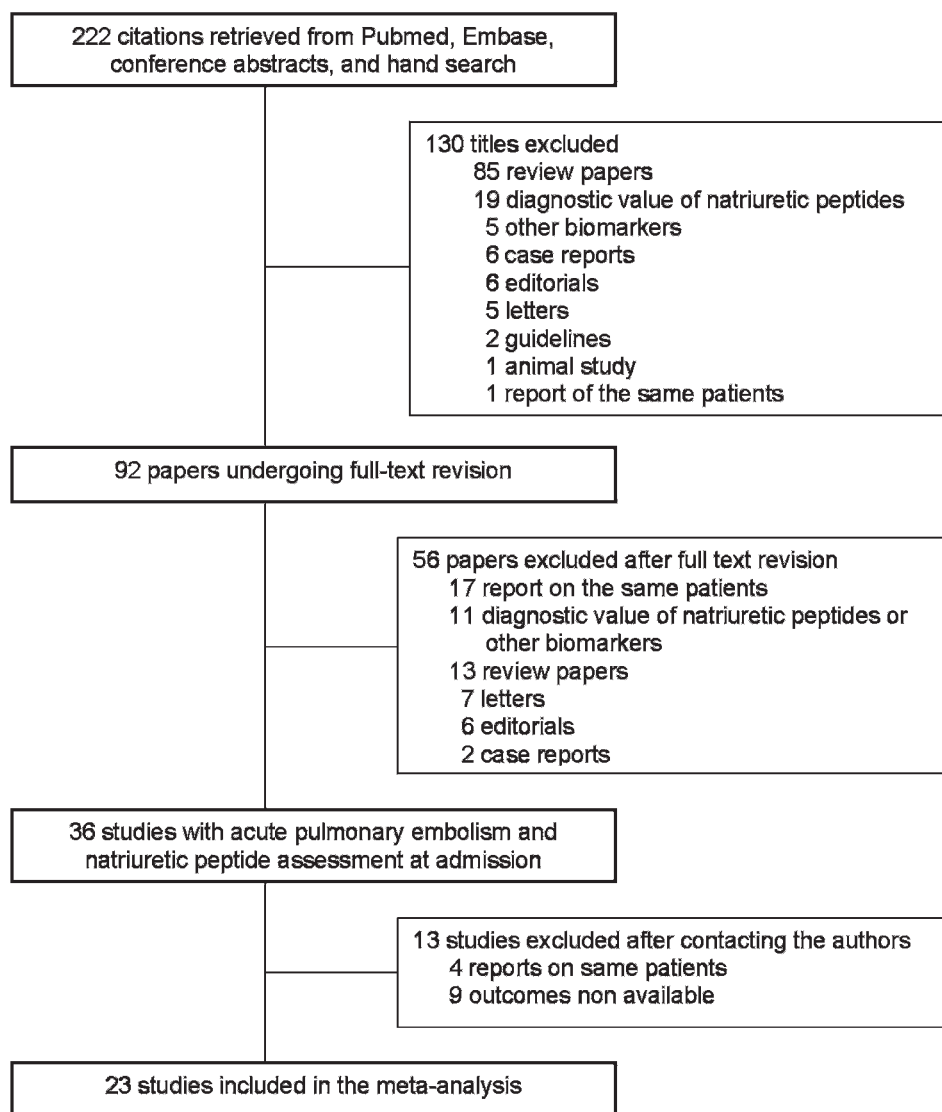 222 citations retrieved from Pubmed, Embase,
conference abstracts, and hand search
130 titles excluded
85 review papers
19 diagnostic value of natriuretic peptides
5 other biomarkers
6 case reports
6 editorials
5 letters
2 guidelines
1 animal study
1 report of the same patients
92 papers undergoing full-text revision
56 papers excluded after full text revision
17 report on the same patients
11 diagnostic value of natriuretic peptides or
other biomarkers
13 review papers
7 letters
6 editorials
2 case reports
36 studies with acute pulmonary embolism and
natriuretic peptide assessment at admission
13 studies excluded after contacting the authors
4 reports on same patients
9 outcomes non available
23 studies included in the meta-analysis